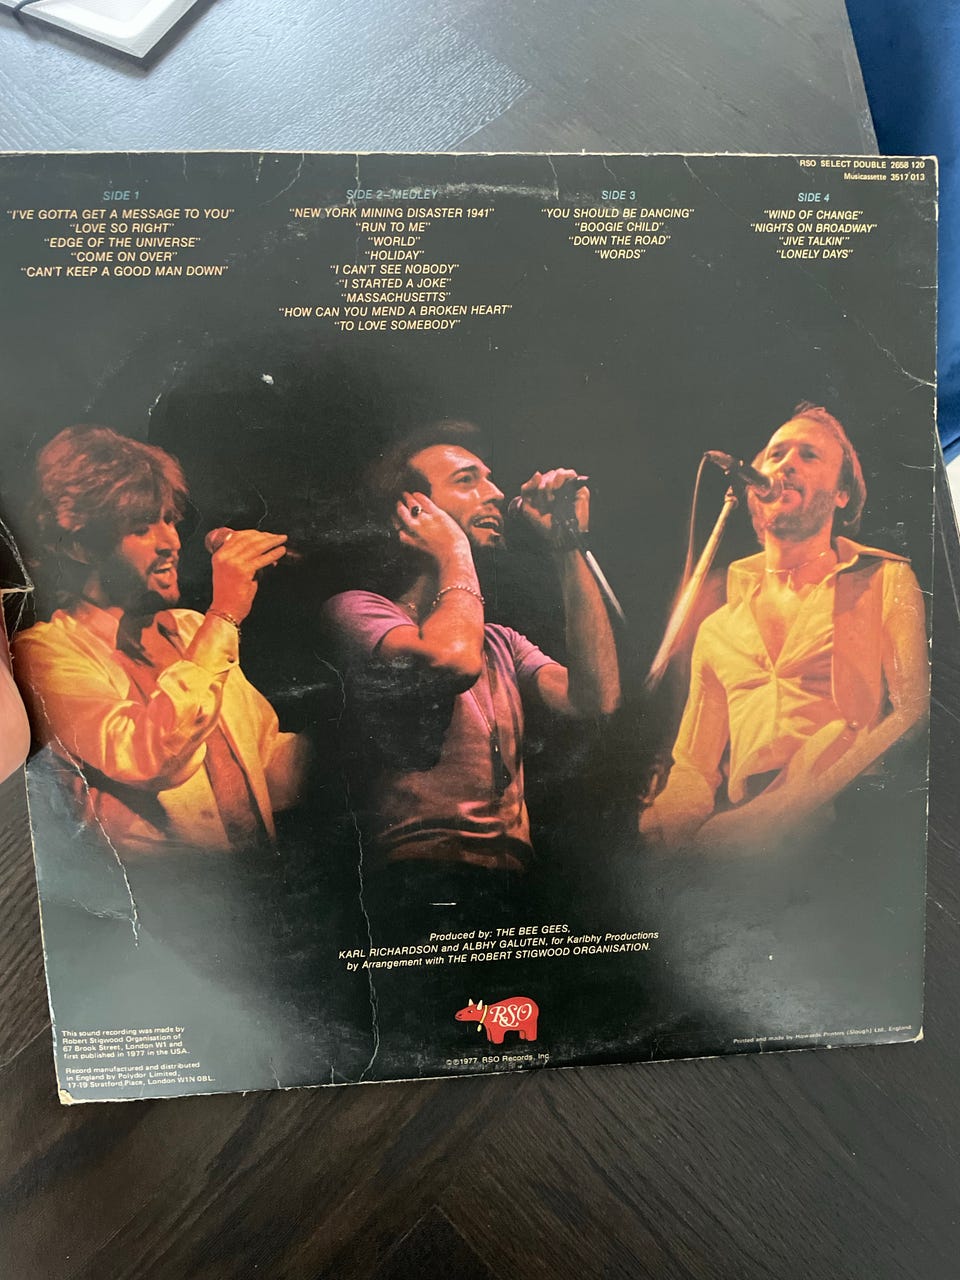 RSO SELECT DOUBLE 2658 120
Musicassette 3517 013
SIDE 1
"I'VE GOTTA GET A MESSAGE TO YOU"
"LOVE SO RIGHT"
"EDGE OF THE UNIVERSE"
"COME ON OVER"
"CAN'T KEEP A GOOD MAN DOWN"
SIDE 2–MEDLEY
"NEW YORK MINING DISASTER 1941"
"RUN TO ME"
"WORLD"
"HOLIDAY"
"I CAN'T SEE NOBODY"
"I STARTED A JOKE"
"MASSACHUSETTS"
"HOW CAN YOU MEND A BROKEN HEART"
"TO LOVE SOMEBODY"
SIDE 3
"YOU SHOULD BE DANCING"
"BOOGIE CHILD"
"DOWN THE ROAD"
"WORDS"
SIDE 4
"WIND OF CHANGE"
"NIGHTS ON BROADWAY"
"JIVE TALKIN'"
"LONELY DAYS"
Produced by: THE BEE GEES,
KARL RICHARDSON and ALBHY GALUTEN, for Karlbhy Productions
by Arrangement with THE ROBERT STIGWOOD ORGANISATION.
RSO
©℗1977. RSO Records, Inc.
This sound recording was made by
Robert Stigwood Organisation of
67 Brook Street, London W1 and
first published in 1977 in the USA.
Record manufactured and distributed
in England by Polydor Limited,
17-19 Stratford Place, London W1N 0BL.
Printed and made by Howards Printers (Slough) Ltd., England